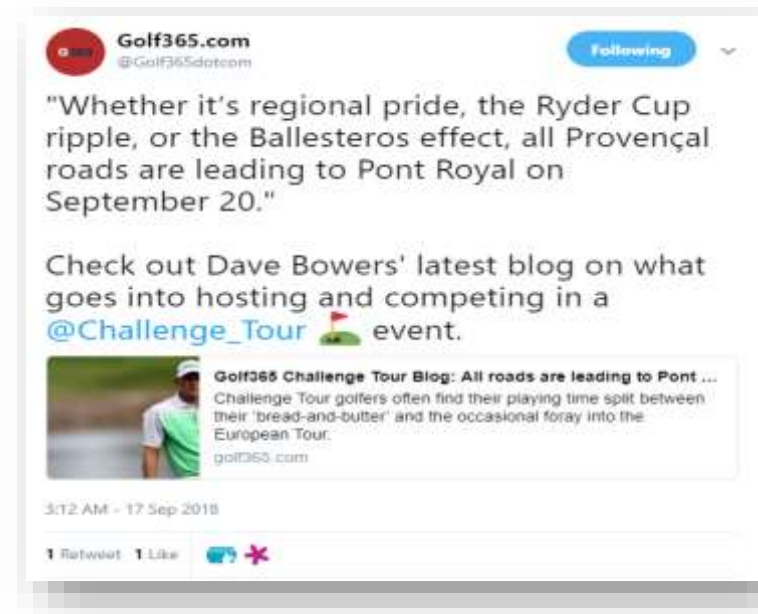 Golf365.com
@Golf365dotcom
Following
"Whether it's regional pride, the Ryder Cup
ripple, or the Ballesteros effect, all Provençal
roads are leading to Pont Royal on
September 20."
Check out Dave Bowers' latest blog on what
goes into hosting and competing in a
@Challenge_Tour event.
Golf365 Challenge Tour Blog: All roads are leading to Pont ...
Challenge Tour golfers often find their playing time split between
their 'bread-and-butter' and the occasional foray into the
European Tour.
golf365.com
3:12 AM - 17 Sep 2018
1 Retweet 1 Like